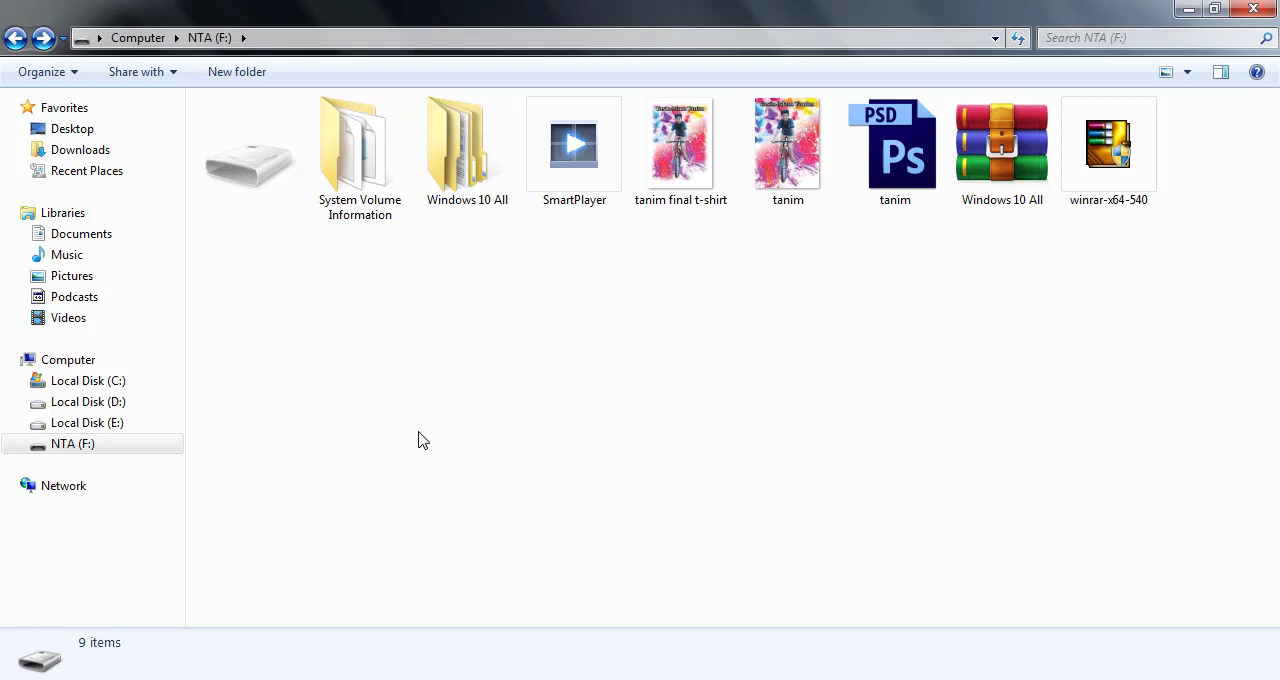 Computer
NTA (F:)
Search NTA (F:)
Organize
Share with
New folder
Favorites
Desktop
Downloads
Recent Places
Libraries
Documents
Music
Pictures
Podcasts
Videos
Computer
Local Disk (C:)
Local Disk (D:)
Local Disk (E:)
NTA (F:)
Network
System Volume
Information
Windows 10 All
SmartPlayer
tanim final t-shirt
tanim
PSD
Ps
tanim
Windows 10 All
winrar-x64-540
9 items